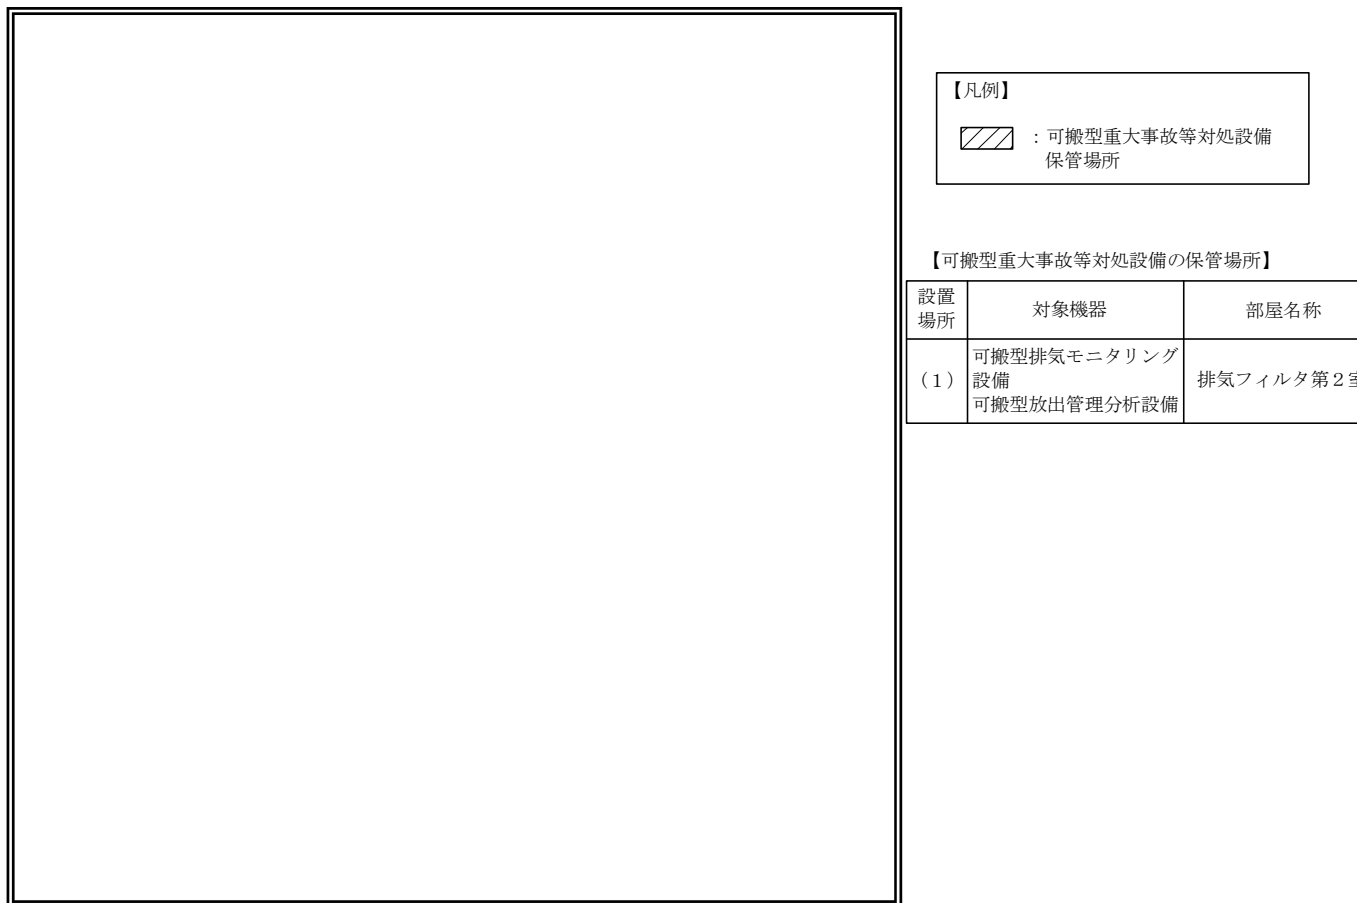 【凡例】
：可搬型重大事故等対処設備
保管場所
【可搬型重大事故等対処設備の保管場所】
設置
場所
対象機器
部屋名称
（１）
可搬型排気モニタリング
設備
可搬型放出管理分析設備
排気フィルタ第２室